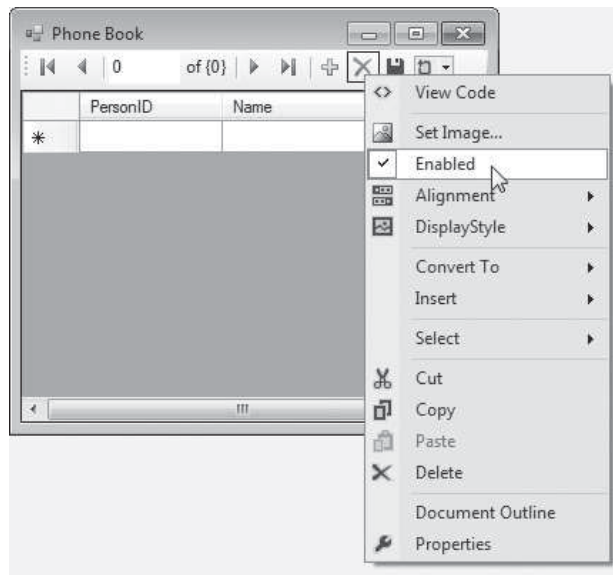 Phone Book
0 of {0}
PersonID Name
View Code
Set Image...
Enabled
Alignment
DisplayStyle
Convert To
Insert
Select
Cut
Copy
Paste
Delete
Document Outline
Properties